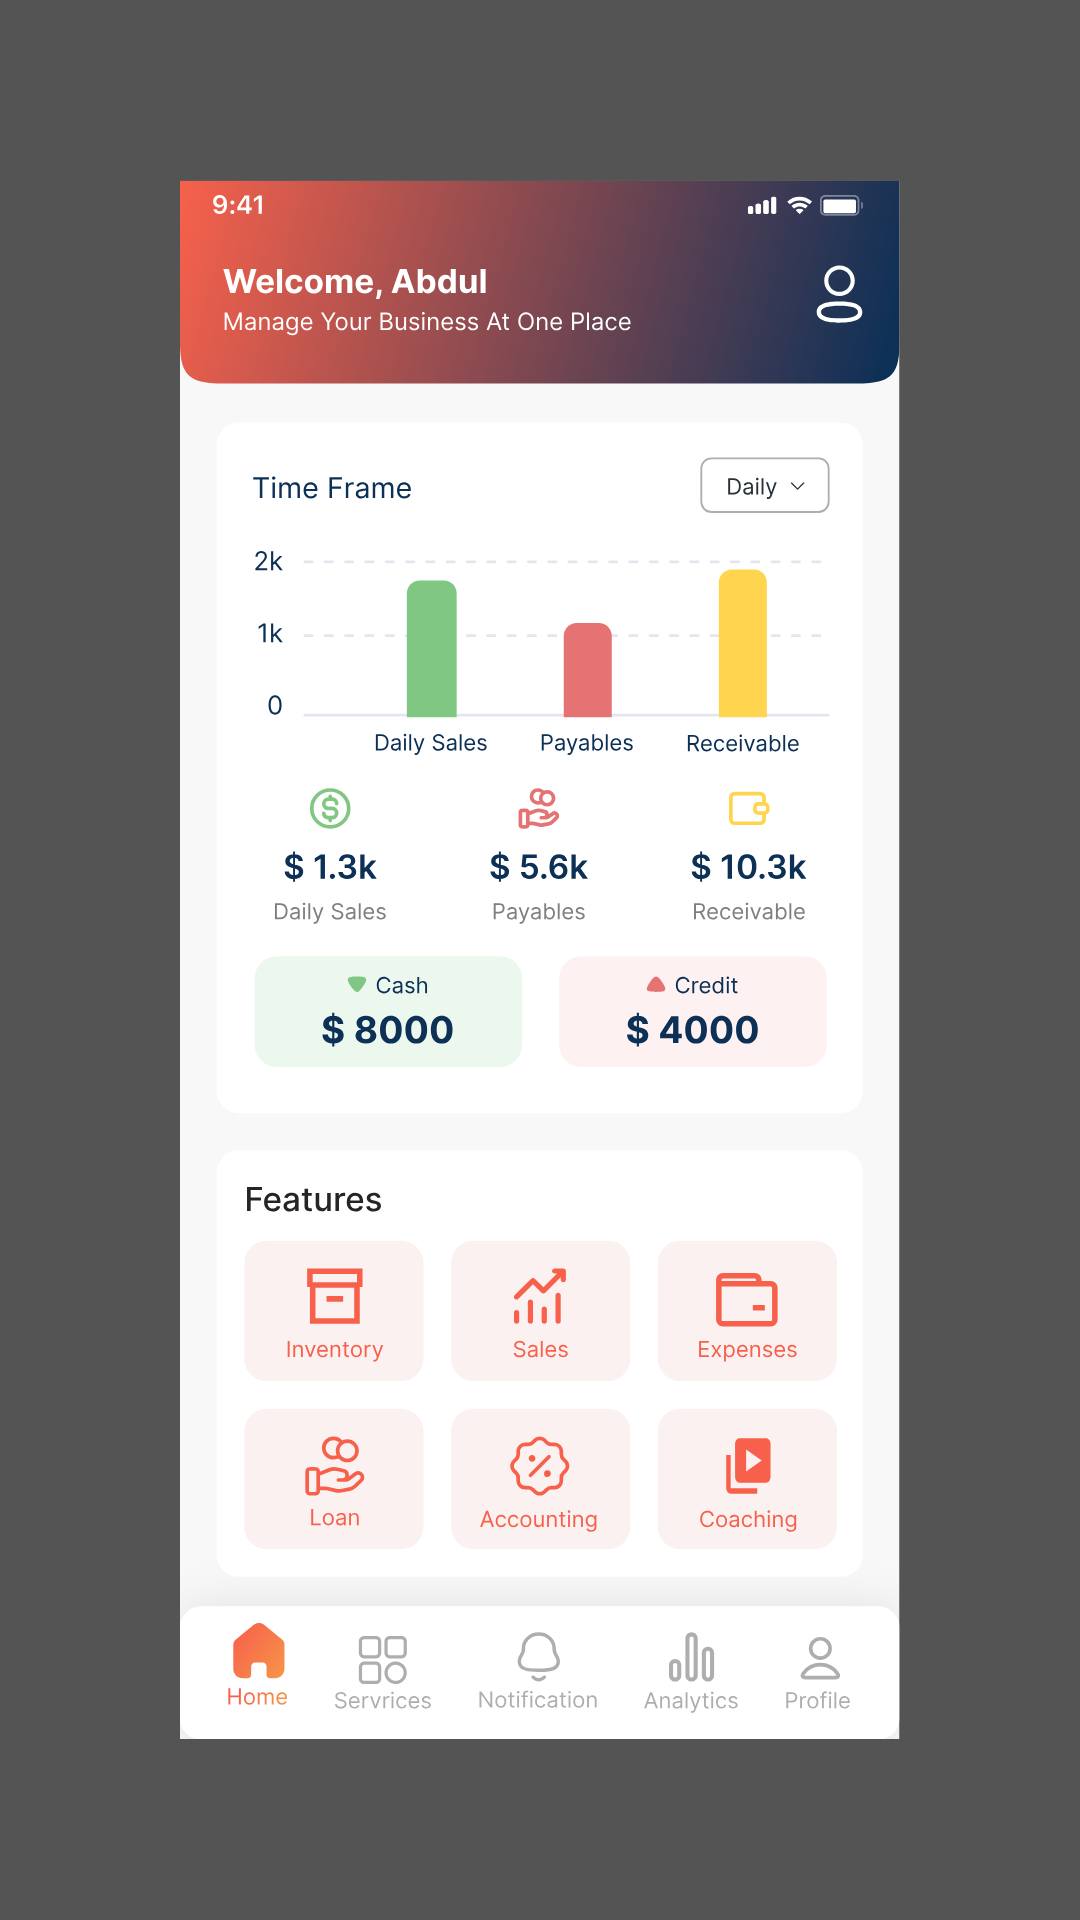 9:41
Welcome, Abdul
Manage Your Business At One Place
Time Frame
Daily
2k
1k
0
Daily Sales Payables Receivable
$ 1.3k $ 5.6k $ 10.3k
Daily Sales Payables Receivable
Cash Credit
$ 8000 $ 4000
Features
Inventory Sales Expenses
Loan Accounting Coaching
Home Servrices Notification Analytics Profile